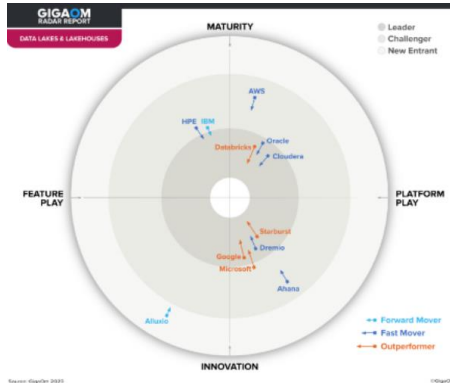 GIGAOM
RADAR REPORT
DATA LAKES & LAKEHOUSES
MATURITY
Leader
Challenger
New Entrant
AWS
HPE
IBM
Oracle
Databricks
Cloudera
FEATURE
PLAY
PLATFORM
PLAY
Starburst
Dremio
Google
Microsoft
Ahana
Alluxio
Forward Mover
Fast Mover
Outperformer
INNOVATION